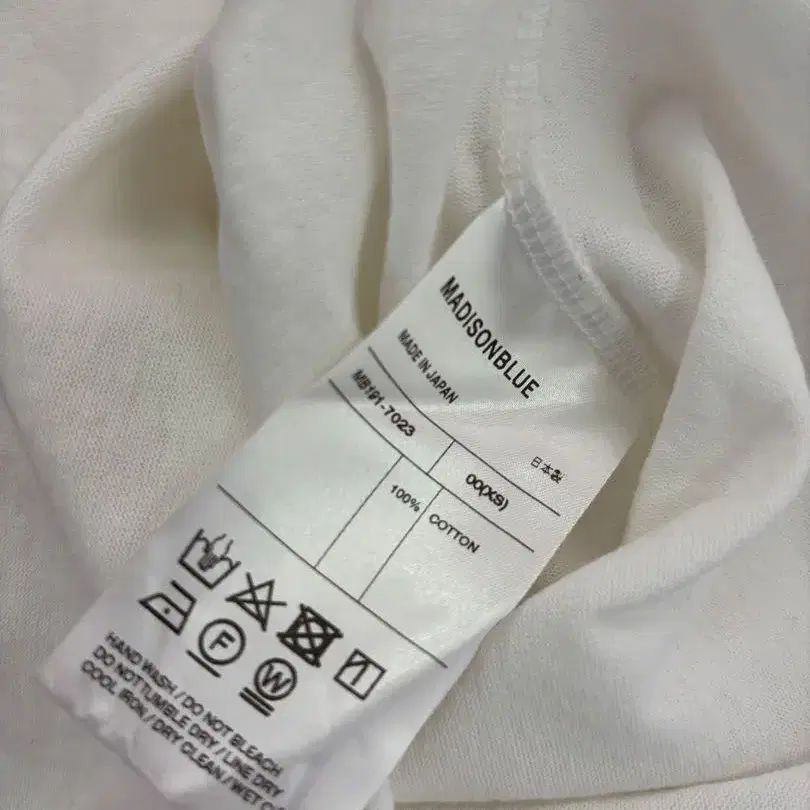 MADISONBLUE
MADE IN JAPAN 日本製
MB191-7023 00(XS)
100% COTTON
F W
HAND WASH / DO NOT BLEACH
DO NOT TUMBLE DRY / LINE DRY
COOL IRON / DRY CLEAN / WET